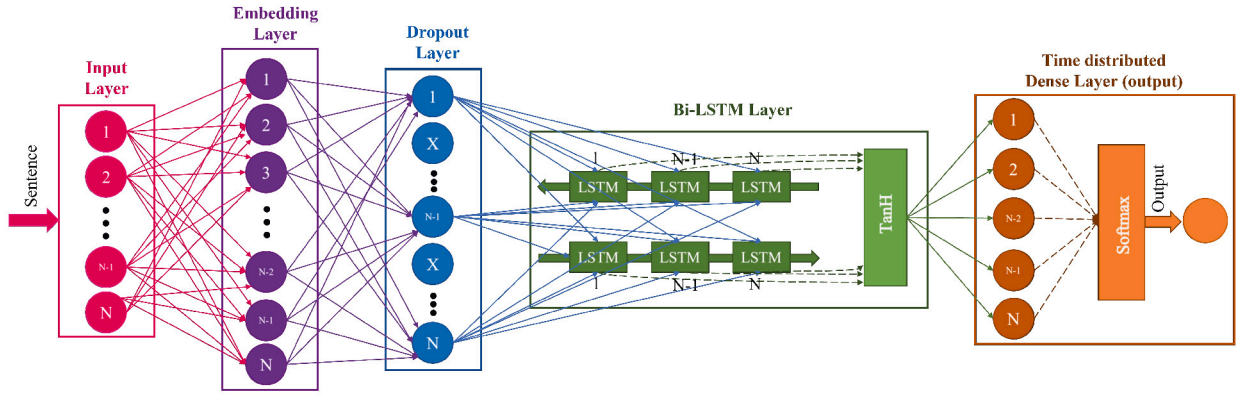 Sentence
Input
Layer
1
2
N-1
N
Embedding
Layer
1
2
3
N-2
N-1
N
Dropout
Layer
1
X
N-1
X
N
Bi-LSTM Layer
1
N-1
N
LSTM
LSTM
LSTM
LSTM
LSTM
LSTM
1
N-1
N
TanH
Time distributed
Dense Layer (output)
1
2
N-2
N-1
N
Softmax
Output